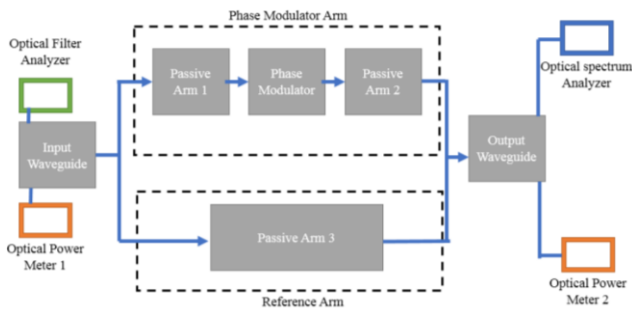 Phase Modulator Arm
Optical Filter
Analyzer
Passive
Arm 1
Phase
Modulator
Passive
Arm 2
Optical spectrum
Analyzer
Input
Waveguide
Output
Waveguide
Optical Power
Meter 1
Passive Arm 3
Reference Arm
Optical Power
Meter 2